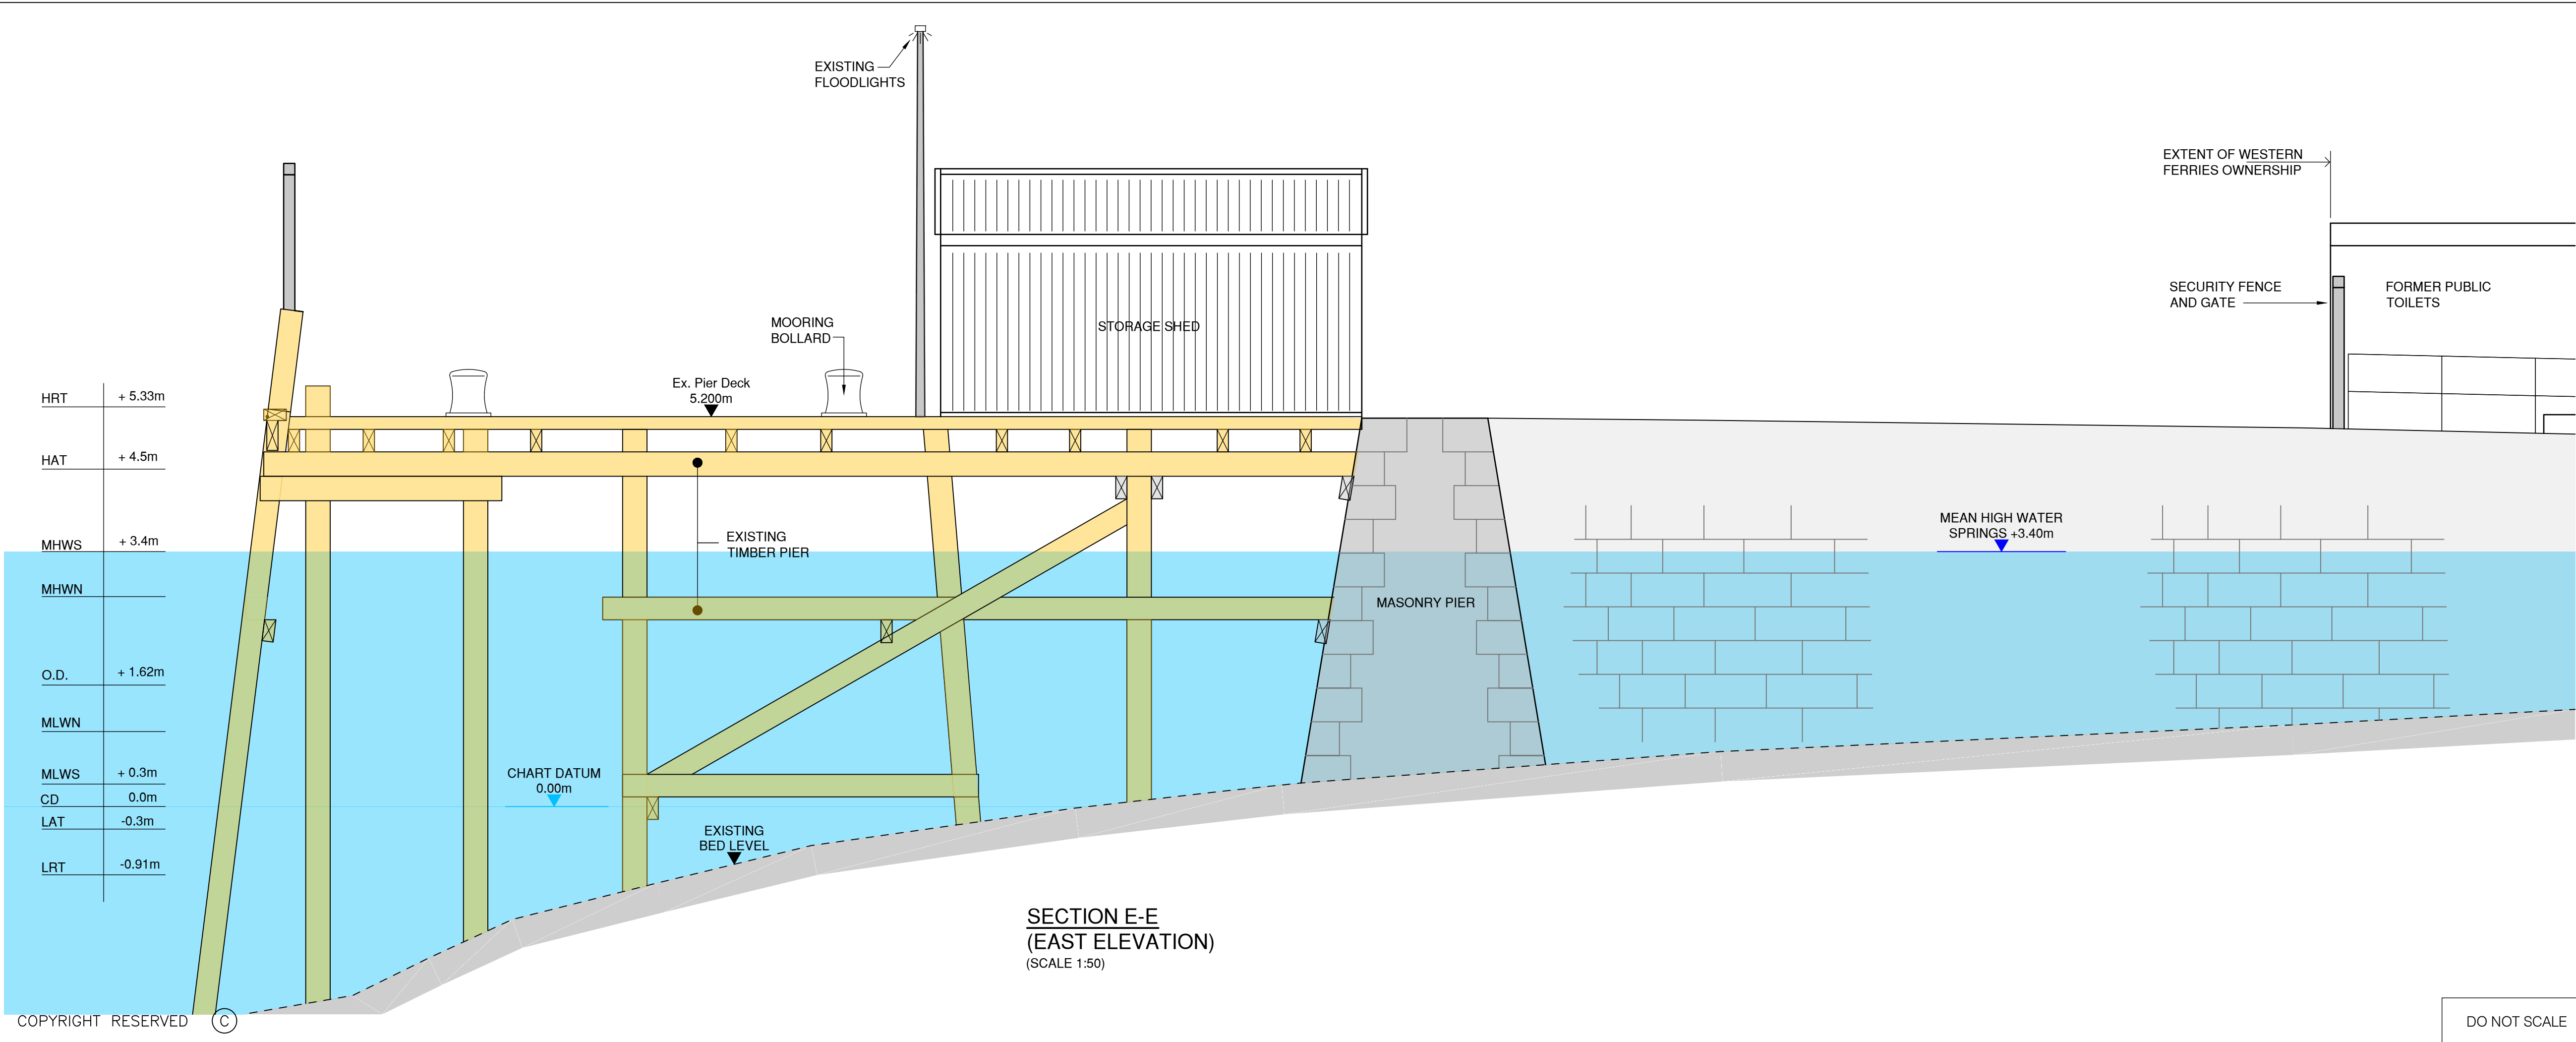 EXISTING
FLOODLIGHTS
EXTENT OF WESTERN
FERRIES OWNERSHIP
SECURITY FENCE
AND GATE
FORMER PUBLIC
TOILETS
MOORING
BOLLARD
STORAGE SHED
Ex. Pier Deck
5.200m
HRT + 5.33m
HAT + 4.5m
MHWS + 3.4m
MHWN
O.D. + 1.62m
MLWN
MLWS + 0.3m
CD 0.0m
LAT -0.3m
LRT -0.91m
EXISTING
TIMBER PIER
MEAN HIGH WATER
SPRINGS +3.40m
MASONRY PIER
CHART DATUM
0.00m
EXISTING
BED LEVEL
SECTION E-E
(EAST ELEVATION)
(SCALE 1:50)
COPYRIGHT RESERVED C
DO NOT SCALE